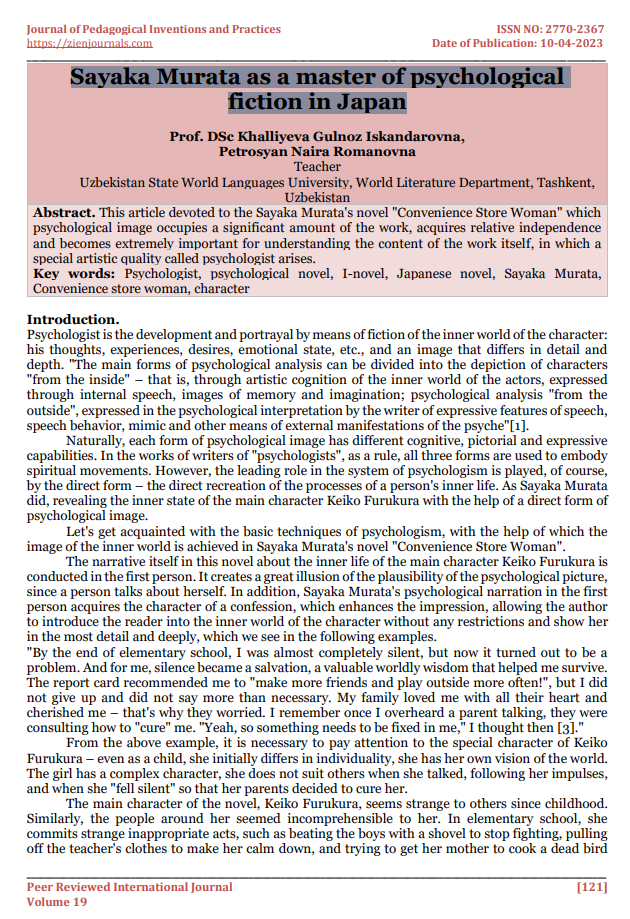 Journal of Pedagogical Inventions and Practices
ISSN NO: 2770-2367
https://zienjournals.com
Date of Publication: 10-04-2023
Sayaka Murata as a master of psychological
fiction in Japan
Prof. DSc Khalliyeva Gulnoz Iskandarovna,
Petrosyan Naira Romanovna
Teacher
Uzbekistan State World Languages University, World Literature Department, Tashkent,
Uzbekistan
Abstract. This article devoted to the Sayaka Murata's novel "Convenience Store Woman" which
psychological image occupies a significant amount of the work, acquires relative independence
and becomes extremely important for understanding the content of the work itself, in which a
special artistic quality called psychologist arises.
Key words: Psychologist, psychological novel, I-novel, Japanese novel, Sayaka Murata,
Convenience store woman, character
Introduction.
Psychologist is the development and portrayal by means of fiction of the inner world of the character:
his thoughts, experiences, desires, emotional state, etc., and an image that differs in detail and
depth. "The main forms of psychological analysis can be divided into the depiction of characters
"from the inside" – that is, through artistic cognition of the inner world of the actors, expressed
through internal speech, images of memory and imagination; psychological analysis "from the
outside", expressed in the psychological interpretation by the writer of expressive features of speech,
speech behavior, mimic and other means of external manifestations of the psyche"[1].
Naturally, each form of psychological image has different cognitive, pictorial and expressive
capabilities. In the works of writers of "psychologists", as a rule, all three forms are used to embody
spiritual movements. However, the leading role in the system of psychologism is played, of course,
by the direct form – the direct recreation of the processes of a person's inner life. As Sayaka Murata
did, revealing the inner state of the main character Keiko Furukura with the help of a direct form of
psychological image.
Let's get acquainted with the basic techniques of psychologism, with the help of which the
image of the inner world is achieved in Sayaka Murata's novel "Convenience Store Woman".
The narrative itself in this novel about the inner life of the main character Keiko Furukura is
conducted in the first person. It creates a great illusion of the plausibility of the psychological picture,
since a person talks about herself. In addition, Sayaka Murata's psychological narration in the first
person acquires the character of a confession, which enhances the impression, allowing the author
to introduce the reader into the inner world of the character without any restrictions and show her
in the most detail and deeply, which we see in the following examples.
"By the end of elementary school, I was almost completely silent, but now it turned out to be a
problem. And for me, silence became a salvation, a valuable worldly wisdom that helped me survive.
The report card recommended me to "make more friends and play outside more often!", but I did
not give up and did not say more than necessary. My family loved me with all their heart and
cherished me – that's why they worried. I remember once I overheard a parent talking, they were
consulting how to "cure" me. "Yeah, so something needs to be fixed in me," I thought then [3]."
From the above example, it is necessary to pay attention to the special character of Keiko
Furukura – even as a child, she initially differs in individuality, she has her own vision of the world.
The girl has a complex character, she does not suit others when she talked, following her impulses,
and when she "fell silent" so that her parents decided to cure her.
The main character of the novel, Keiko Furukura, seems strange to others since childhood.
Similarly, the people around her seemed incomprehensible to her. In elementary school, she
commits strange inappropriate acts, such as beating the boys with a shovel to stop fighting, pulling
off the teacher's clothes to make her calm down, and trying to get her mother to cook a dead bird
Peer Reviewed International Journal
[121]
Volume 19